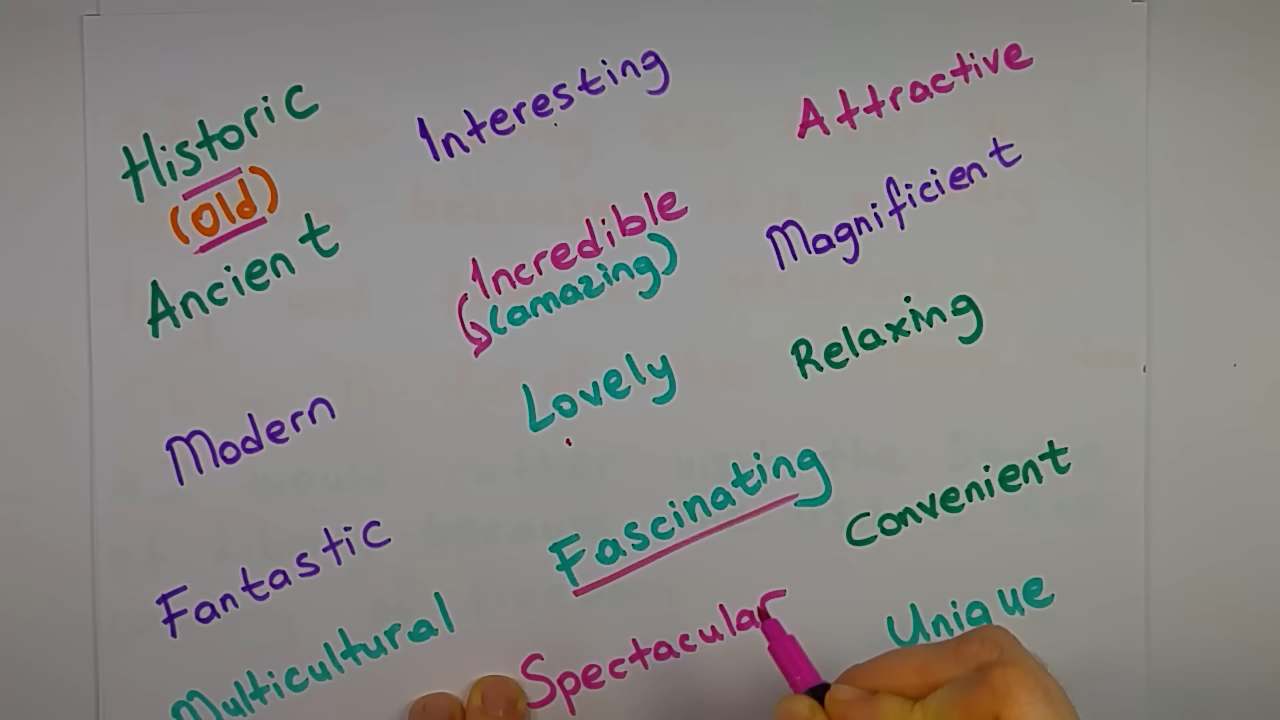 Historic
(Old)
Ancient
Modern
Fantastic
Multicultural
Interesting
Incredible
(amazing)
Lovely
Fascinating
Spectacular
Attractive
Magnificient
Relaxing
Convenient
Unique